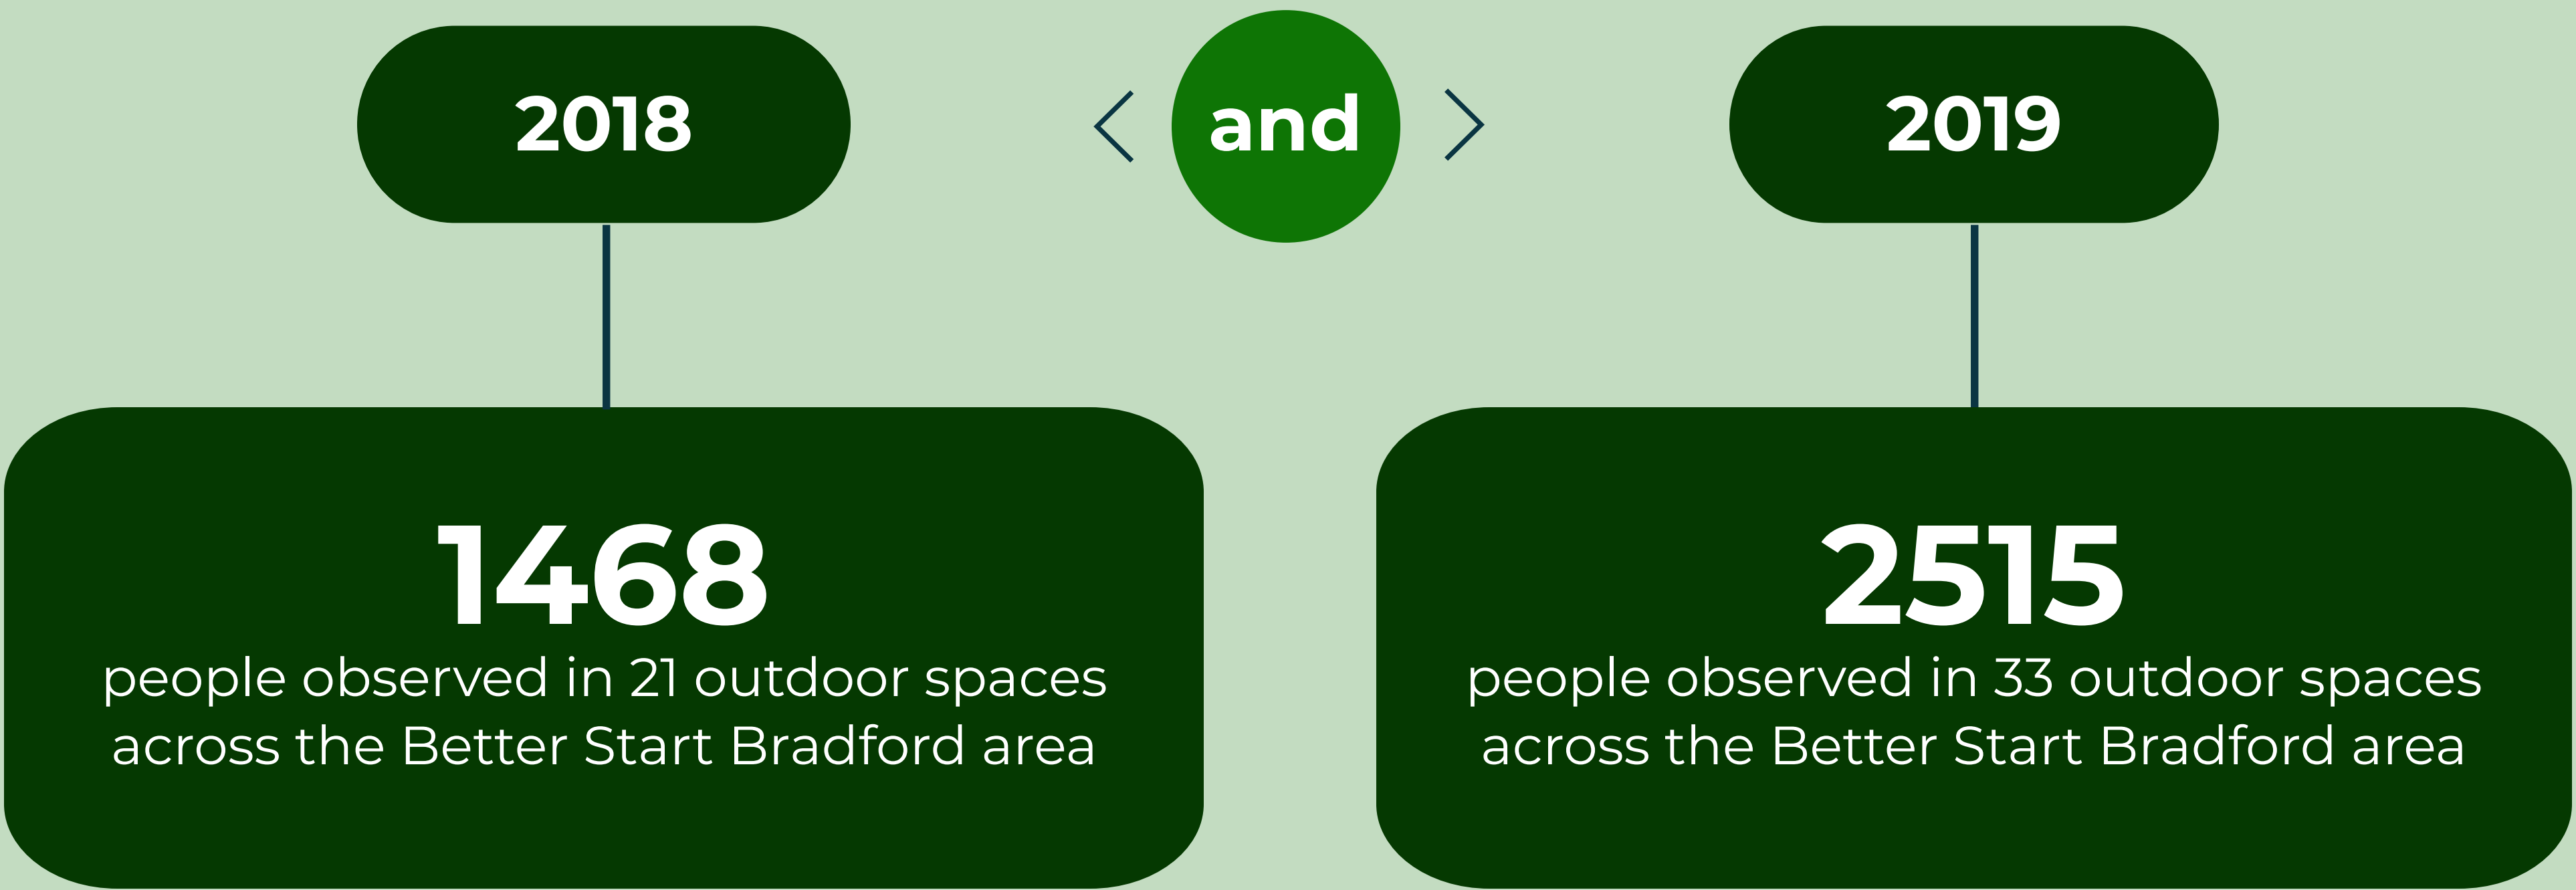 2018
and
2019
1468
people observed in 21 outdoor spaces
across the Better Start Bradford area
2515
people observed in 33 outdoor spaces
across the Better Start Bradford area